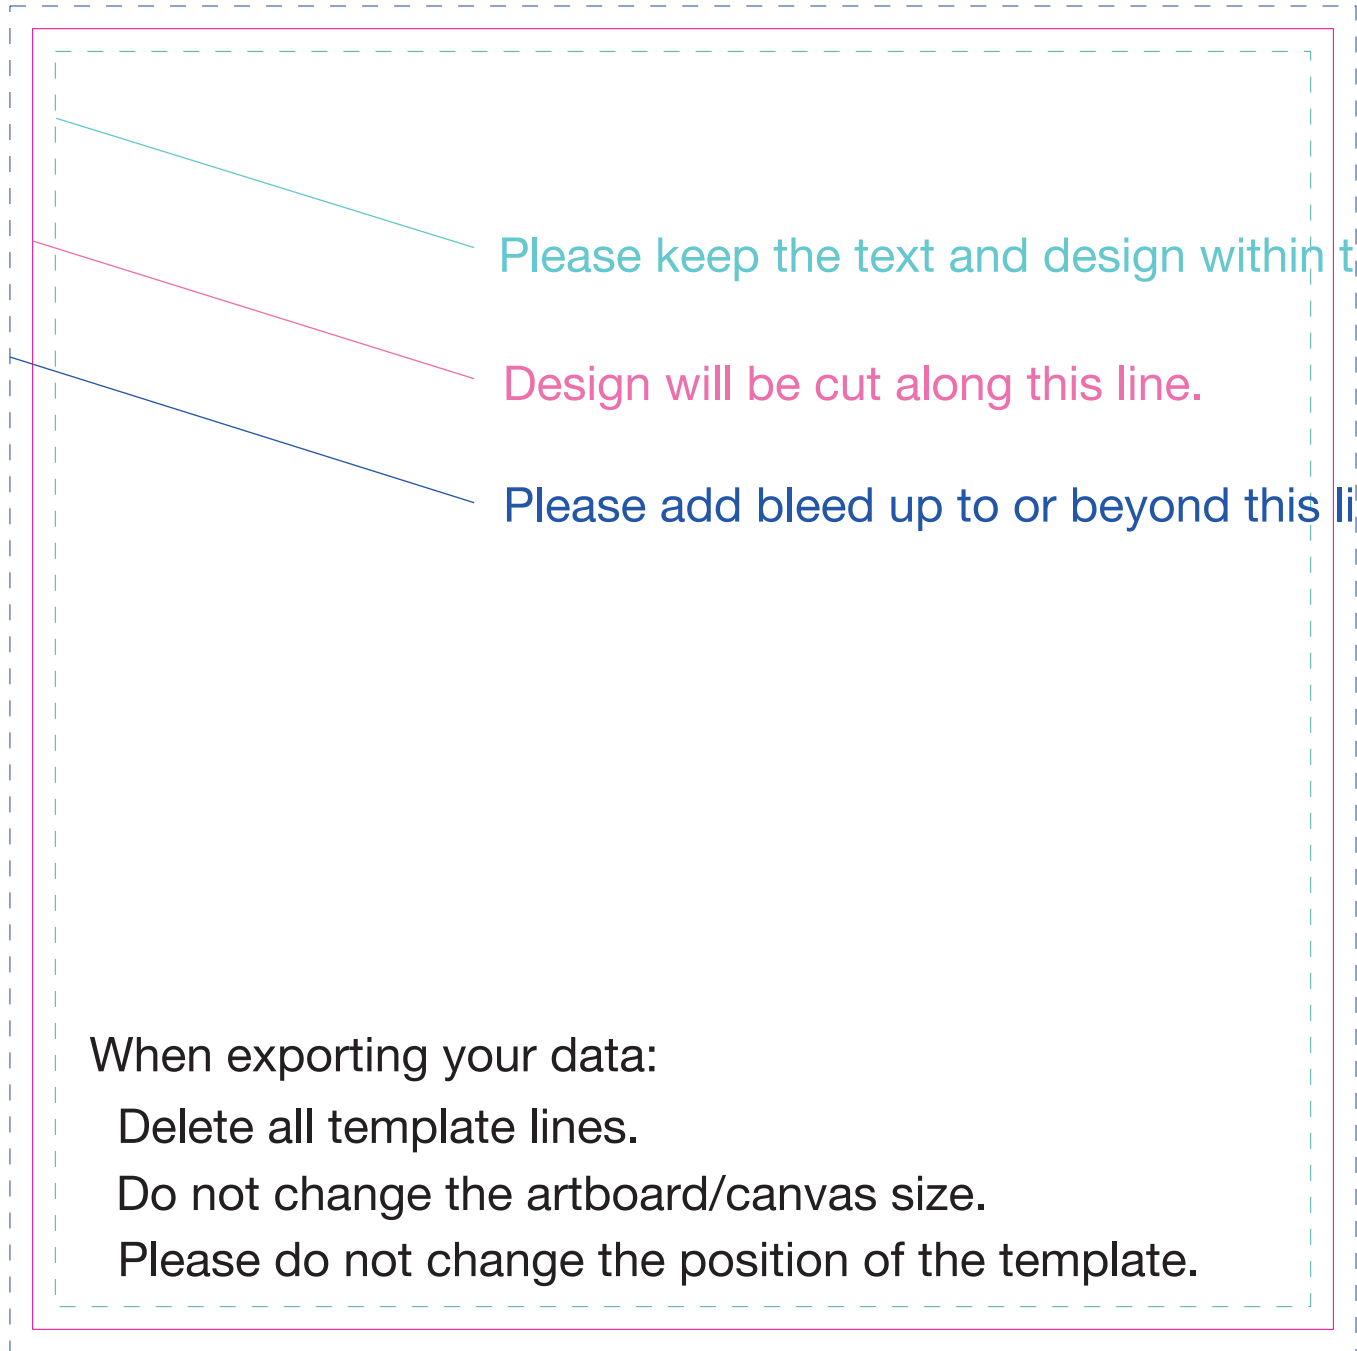 Please keep the text and design within
Design will be cut along this line.
Please add bleed up to or beyond this
When exporting your data:
Delete all template lines.
Do not change the artboard/canvas size.
Please do not change the position of the template.